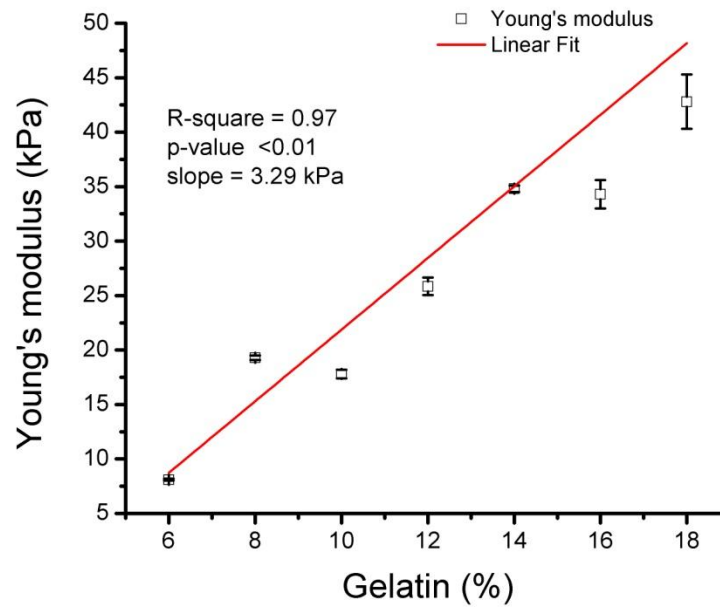 Young's modulus
Linear Fit
R-square = 0.97
p-value <0.01
slope = 3.29 kPa
Young's modulus (kPa)
50
45
40
35
30
25
20
15
10
5
6 8 10 12 14 16 18
Gelatin (%)